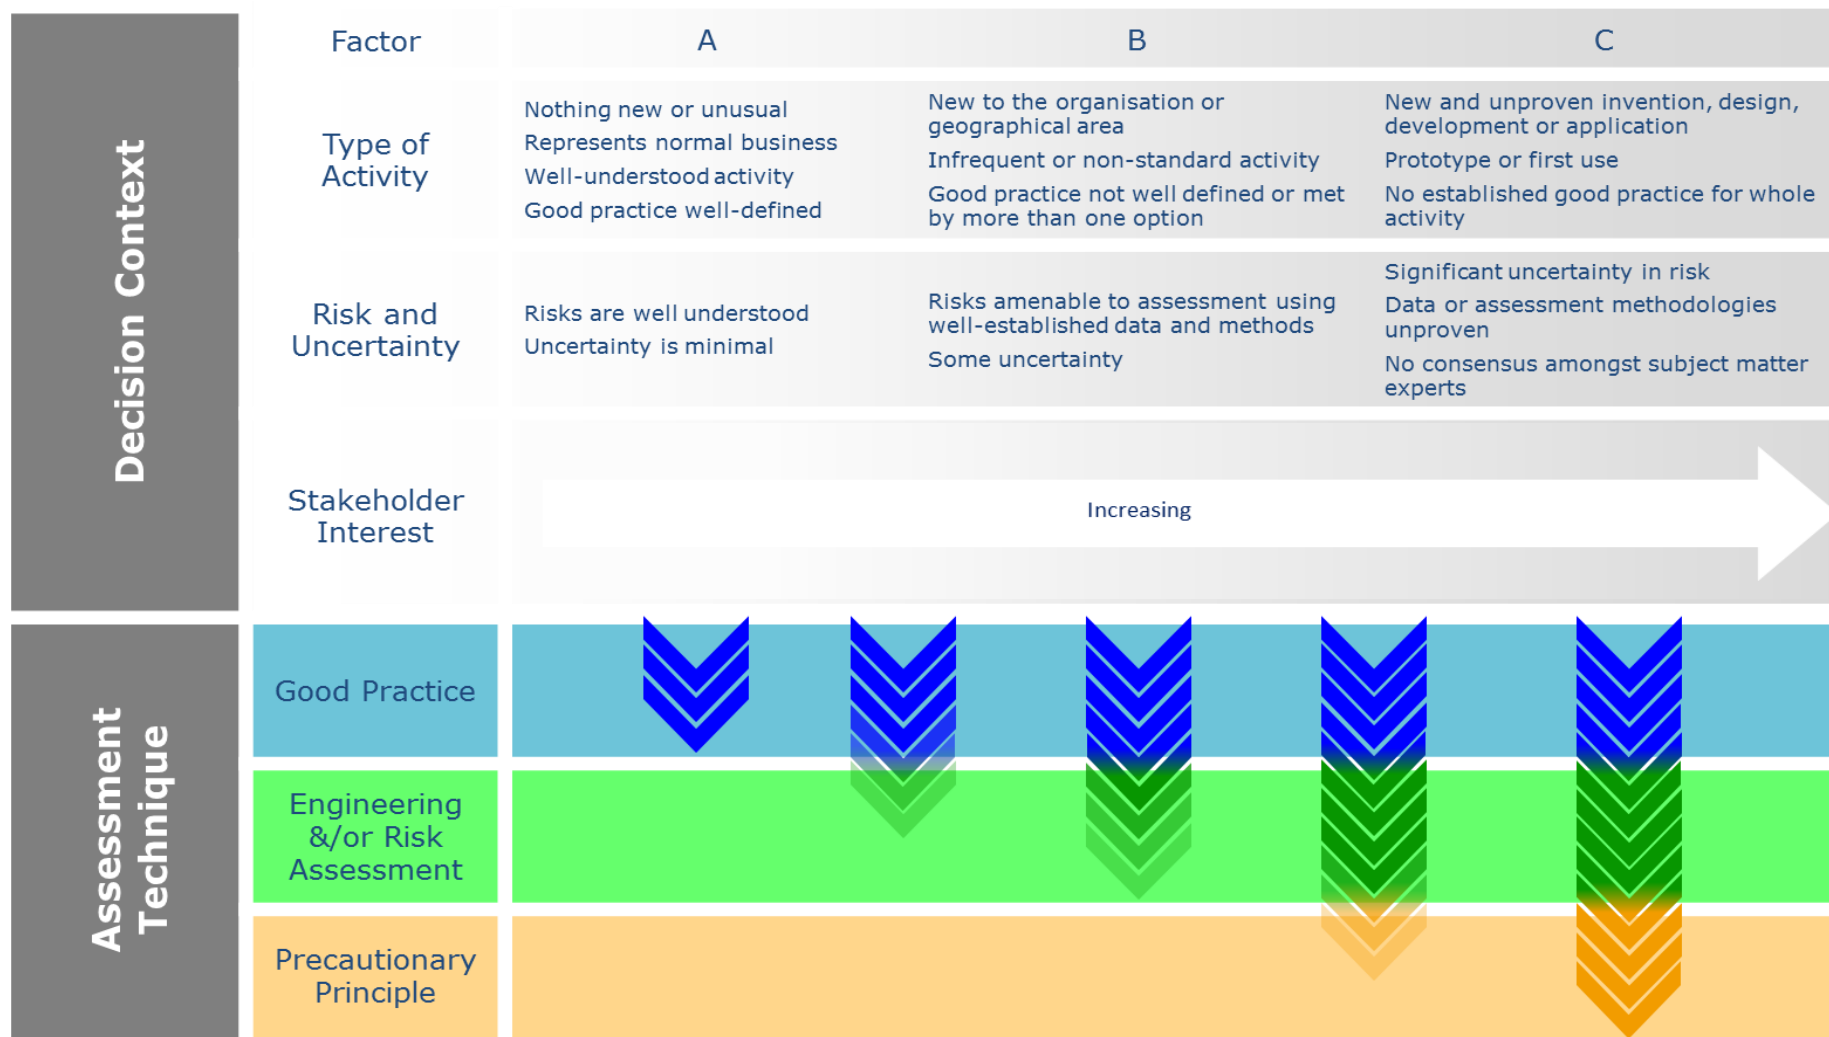 Decision Context
Factor
A
B
C
Type of
Activity
Nothing new or unusual
Represents normal business
Well-understood activity
Good practice well-defined
New to the organisation or
geographical area
Infrequent or non-standard activity
Good practice not well defined or met
by more than one option
New and unproven invention, design,
development or application
Prototype or first use
No established good practice for whole
activity
Risk and
Uncertainty
Risks are well understood
Uncertainty is minimal
Risks amenable to assessment using
well-established data and methods
Some uncertainty
Significant uncertainty in risk
Data or assessment methodologies
unproven
No consensus amongst subject matter
experts
Stakeholder
Interest
Increasing
Assessment
Technique
Good Practice
Engineering
&/or Risk
Assessment
Precautionary
Principle